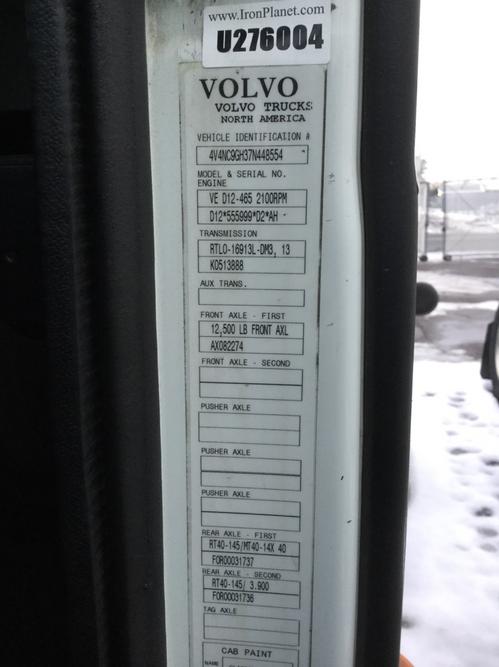 www.IronPlanet.com
U276004
VOLVO
VOLVO TRUCKS
NORTH AMERICA
VEHICLE IDENTIFICATION #
4V4NC9GH37N448554
MODEL & SERIAL NO.
ENGINE
VE D12-465 2100RPM
D12*555999*D2*AH
TRANSMISSION
RTLO-16913L-DM3, 13
K0513888
AUX TRANS.
FRONT AXLE - FIRST
12,500 LB FRONT AXL
AX082274
FRONT AXLE - SECOND
PUSHER AXLE
PUSHER AXLE
PUSHER AXLE
REAR AXLE - FIRST
RT40-145/MT40-14X 40
FOR00031737
REAR AXLE - SECOND
RT40-145/ 3.900
FOR00031736
TAG AXLE
CAB PAINT
NAME